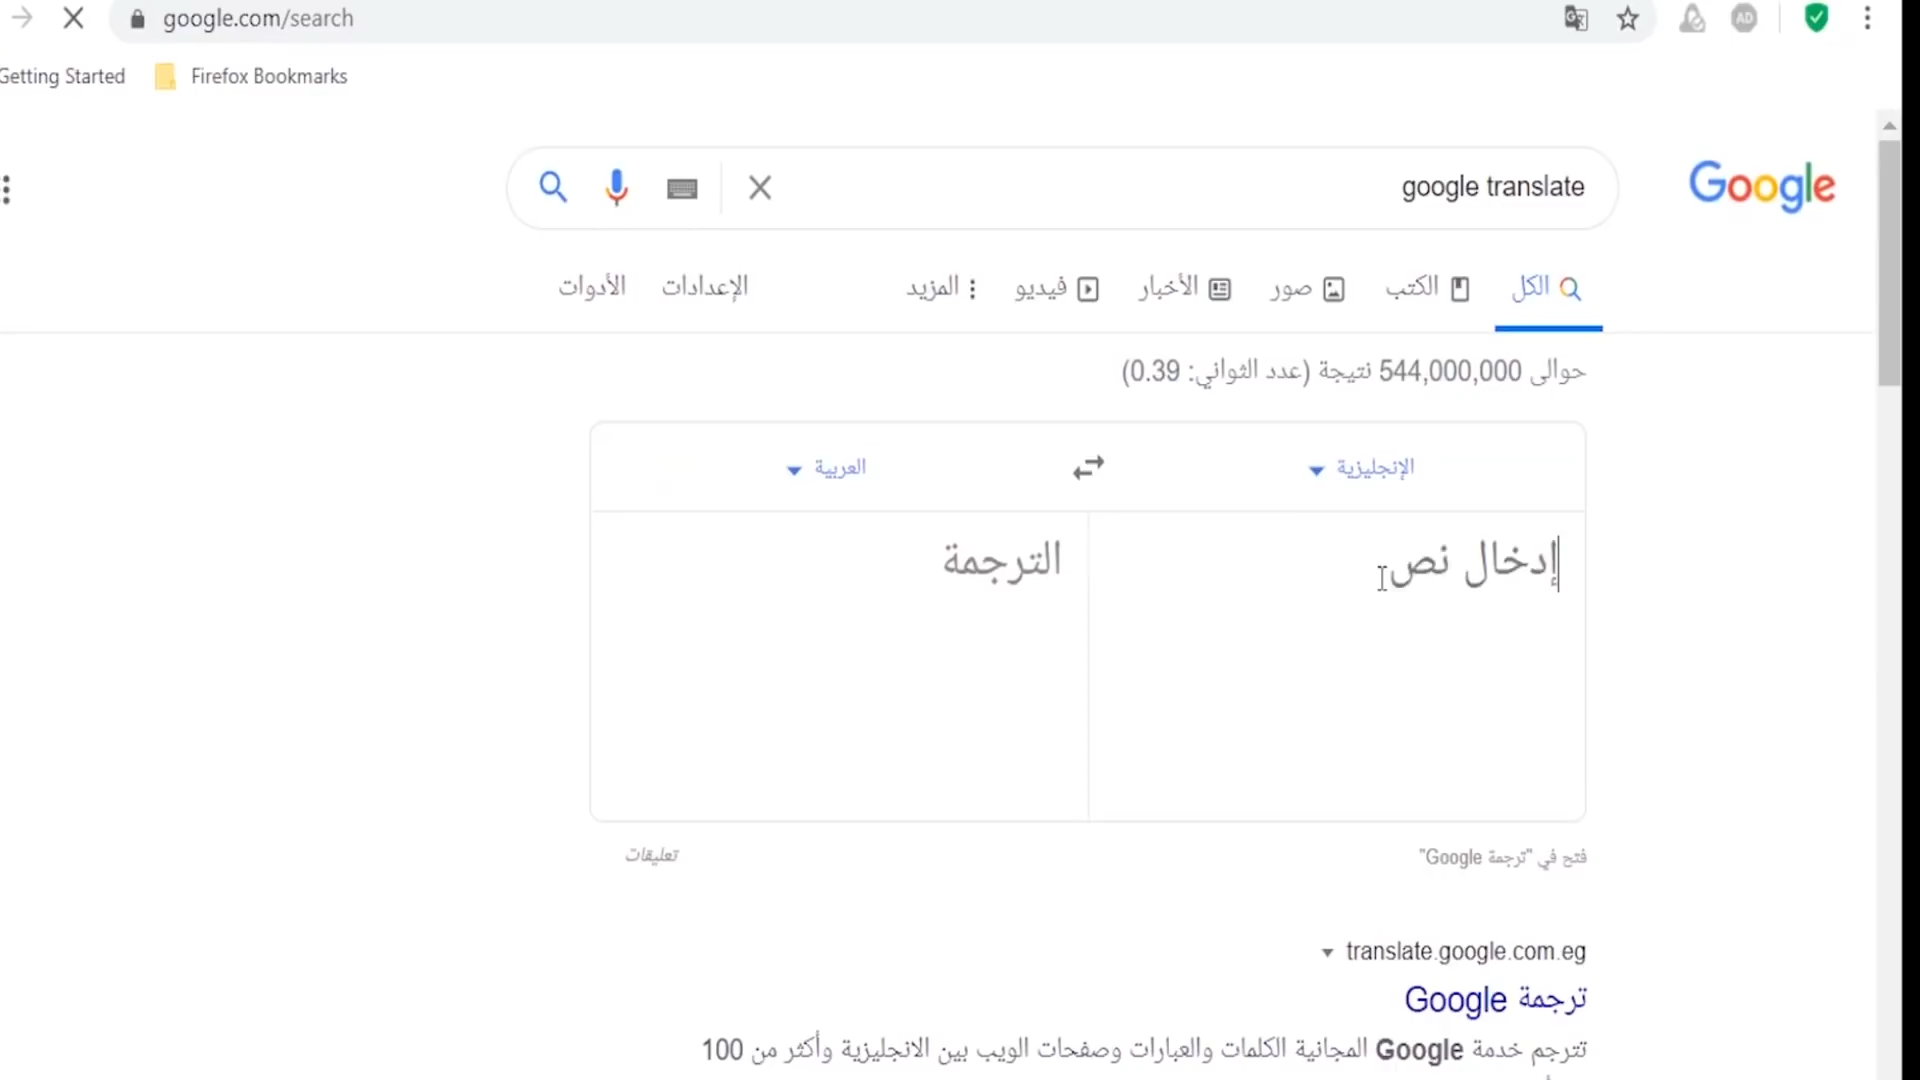 google.com/search
Getting Started Firefox Bookmarks
google translate
Google
الكل الكتب صور الأخبار فيديو المزيد الإعدادات الأدوات
حوالى 544,000,000 نتيجة (عدد الثواني: 0.39)
الإنجليزية العربية
إدخال نص
الترجمة
فتح في "ترجمة Google" تعليقات
translate.google.com.eg
ترجمة Google
تترجم خدمة Google المجانية الكلمات والعبارات وصفحات الويب بين الانجليزية وأكثر من 100